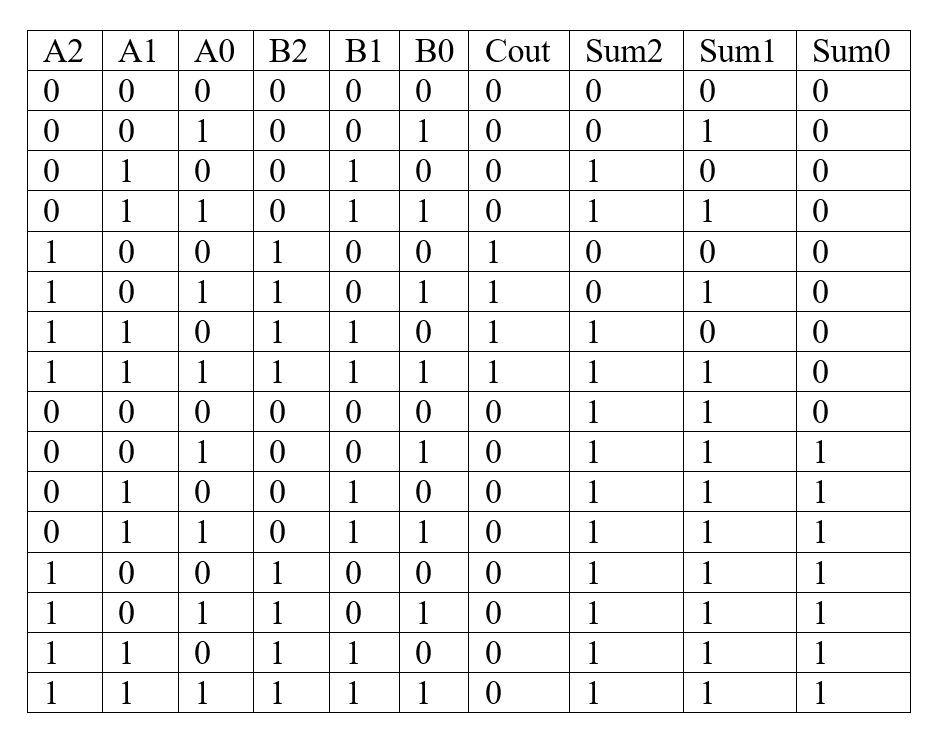 A2 A1 A0 B2 B1 B0 Cout Sum2 Sum1 Sum0
0 0 0 0 0 0 0 0 0 0
0 0 1 0 0 1 0 0 1 0
0 1 0 0 1 0 0 1 0 0
0 1 1 0 1 1 0 1 1 0
1 0 0 1 0 0 1 0 0 0
1 0 1 1 0 1 1 0 1 0
1 1 0 1 1 0 1 1 0 0
1 1 1 1 1 1 1 1 1 0
0 0 0 0 0 0 0 1 1 0
0 0 1 0 0 1 0 1 1 1
0 1 0 0 1 0 0 1 1 1
0 1 1 0 1 1 0 1 1 1
1 0 0 1 0 0 0 1 1 1
1 0 1 1 0 1 0 1 1 1
1 1 0 1 1 0 0 1 1 1
1 1 1 1 1 1 0 1 1 1